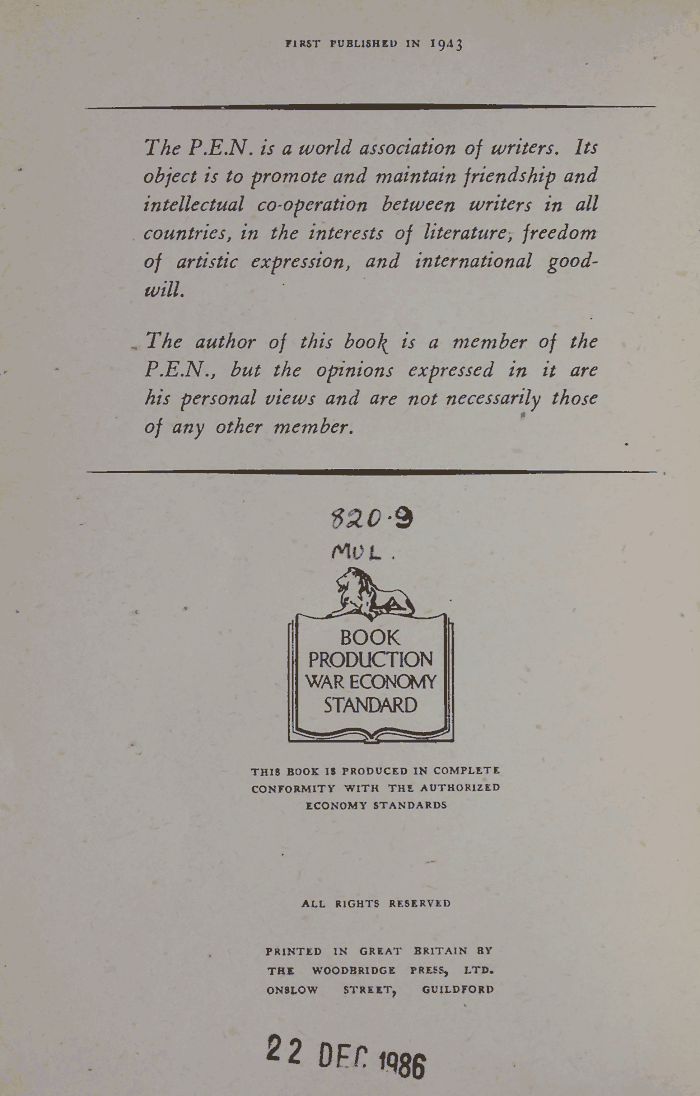 FIRST PUBLISHED IN 1943
The P.E.N. is a world association of writers. Its
object is to promote and maintain friendship and
intellectual co-operation between writers in all
countries, in the interests of literature, freedom
of artistic expression, and international good-
will.
The author of this book is a member of the
P.E.N., but the opinions expressed in it are
his personal views and are not necessarily those
of any other member.
820.9
MUL.
BOOK
PRODUCTION
WAR ECONOMY
STANDARD
THIS BOOK IS PRODUCED IN COMPLETE
CONFORMITY WITH THE AUTHORIZED
ECONOMY STANDARDS
ALL RIGHTS RESERVED
PRINTED IN GREAT BRITAIN BY
THE WOODBRIDGE PRESS, LTD.
ONSLOW STREET, GUILDFORD
22 DEC 1986